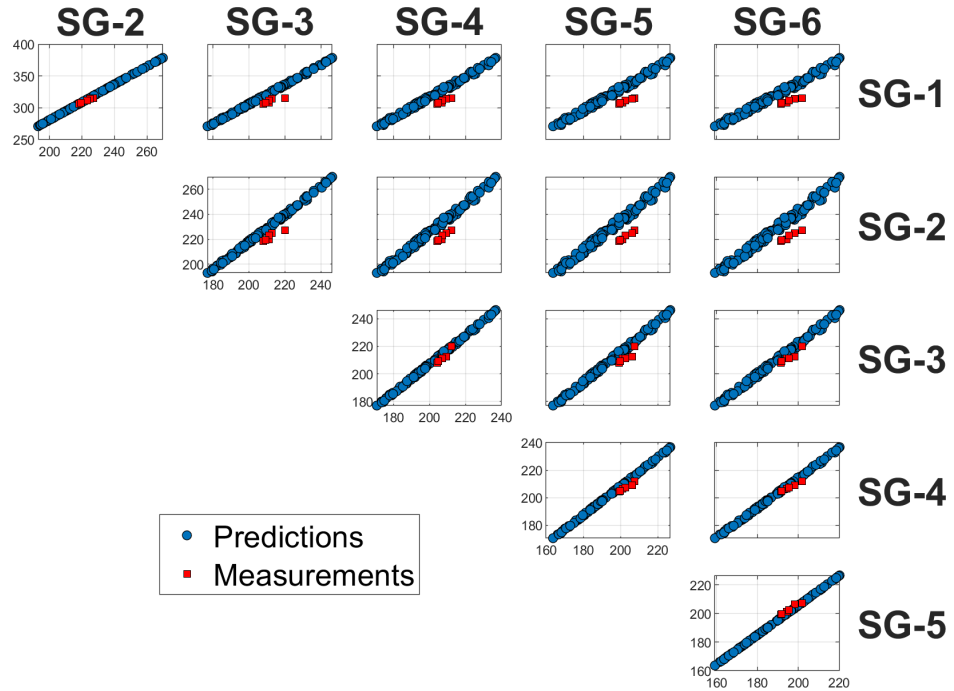 SG-2 SG-3 SG-4 SG-5 SG-6
400
350
300
250
200 220 240 260
SG-1
260
240
220
200
180 200 220 240
SG-2
240
220
200
180
180 200 220 240
SG-3
240
220
200
180
160 180 200 220
SG-4
220
200
180
160
160 180 200 220
SG-5
Predictions
Measurements